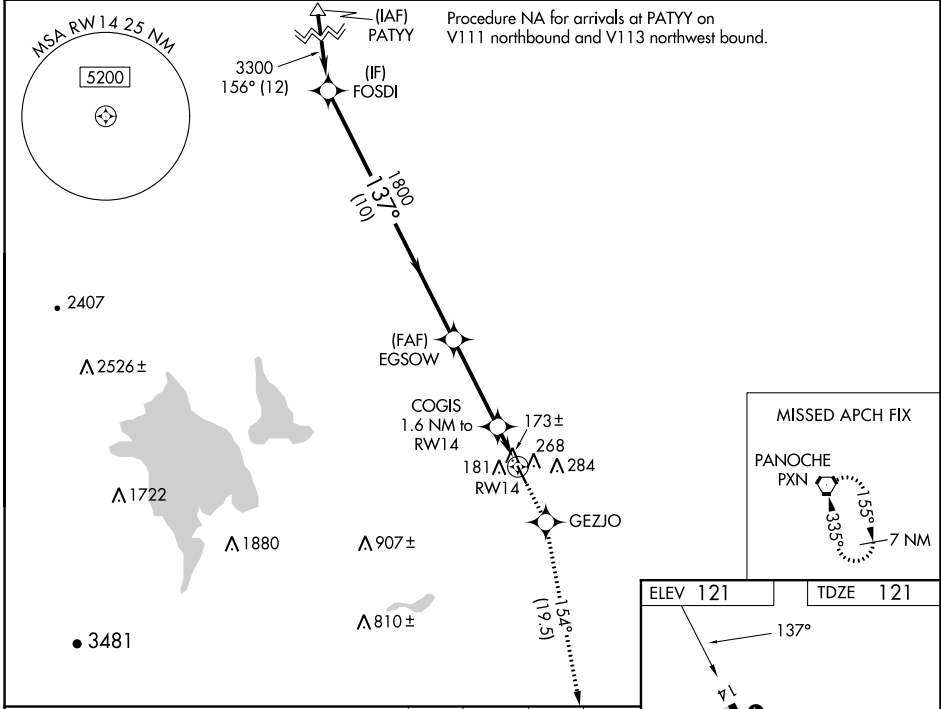 MSA RW14 25 NM
5200
(IAF)
PATYY
Procedure NA for arrivals at PATYY on
V111 northbound and V113 northwest bound.
3300
156° (12)
(IF)
FOSDI
1800
137°
(10)
2407
2526±
(FAF)
EGSOW
COGIS
1.6 NM to
RW14
173±
268
181
284
RW14
1722
GEZJO
1880
907±
810±
3481
154°
(19.5)
MISSED APCH FIX
PANOCHE
PXN
155°
335°
7 NM
ELEV 121
TDZE 121
137°
14